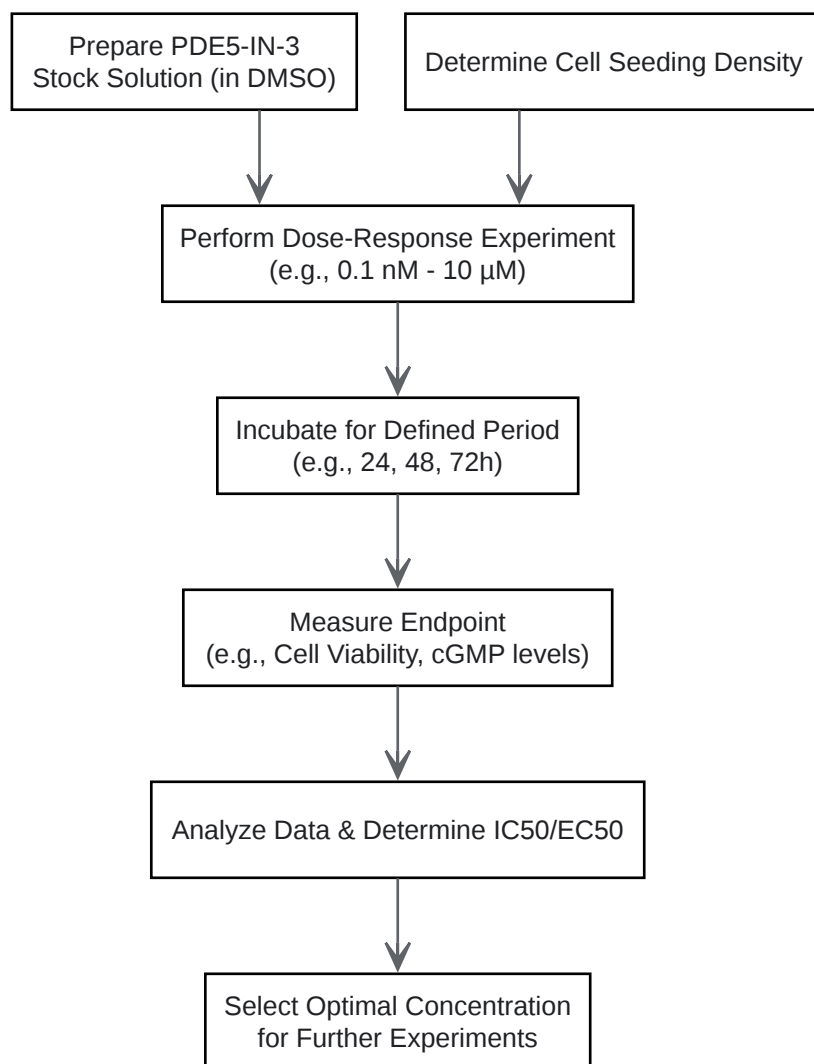 Prepare PDE5-IN-3
Stock Solution (in DMSO)
Determine Cell Seeding Density
Perform Dose-Response Experiment
(e.g., 0.1 nM - 10 µM)
Incubate for Defined Period
(e.g., 24, 48, 72h)
Measure Endpoint
(e.g., Cell Viability, cGMP levels)
Analyze Data & Determine IC50/EC50
Select Optimal Concentration
for Further Experiments